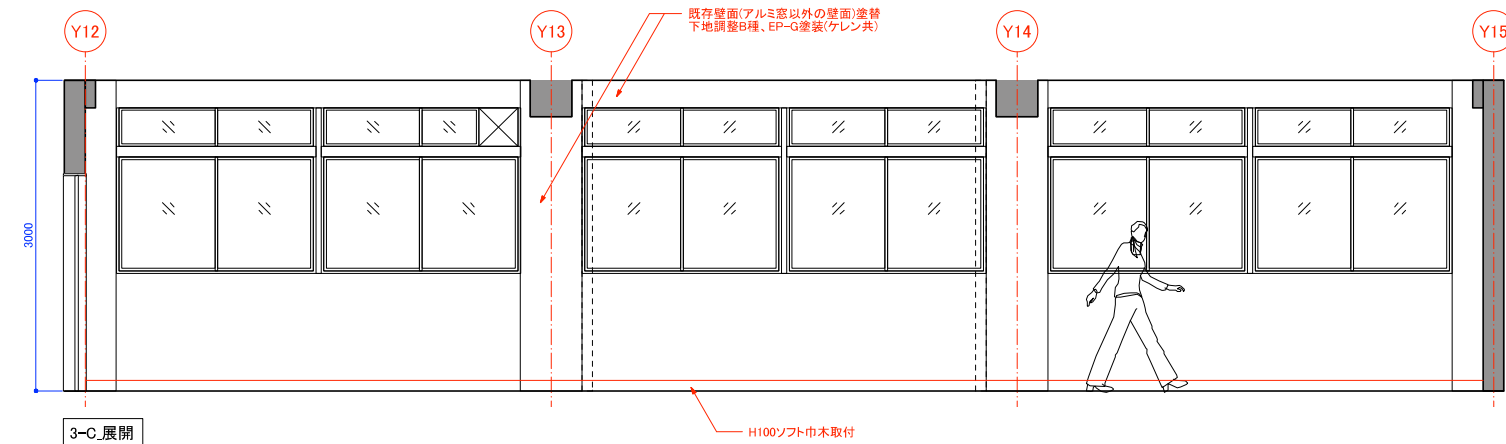 Y12
Y13
既存壁面(アルミ窓以外の壁面)塗替
下地調整B種、EP-G塗装(ケレン共)
Y14
Y15
3000
3-C_展開
H100ソフト巾木取付